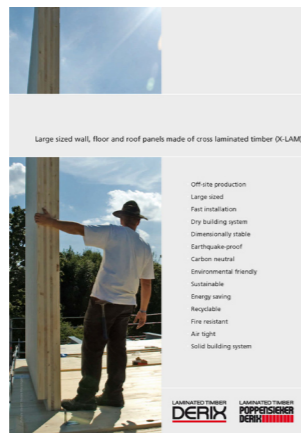 Large sized wall, floor and roof panels made of cross laminated timber (X-LAM)
Off-site production
Large sized
Fast installation
Dry building system
Dimensionally stable
Earthquake-proof
Carbon neutral
Environmental friendly
Sustainable
Energy saving
Recyclable
Fire resistant
Air tight
Solid building system
LAMINATED TIMBER
DERIX
LAMINATED TIMBER
POPPENSIEKER
DERIX